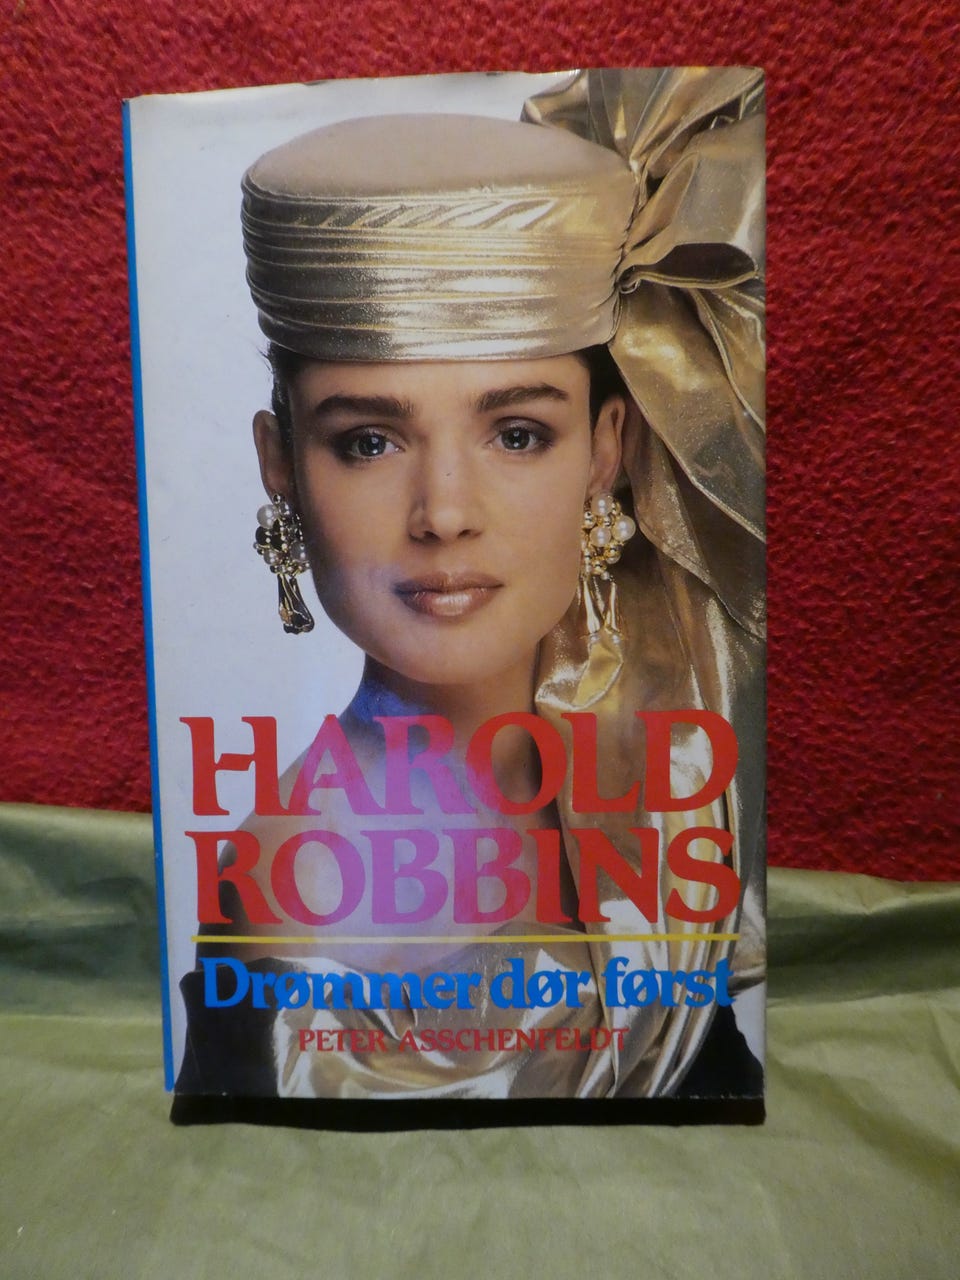 HAROLD
ROBBINS
Drømmer dør først
PETER ASSCHENFELDT